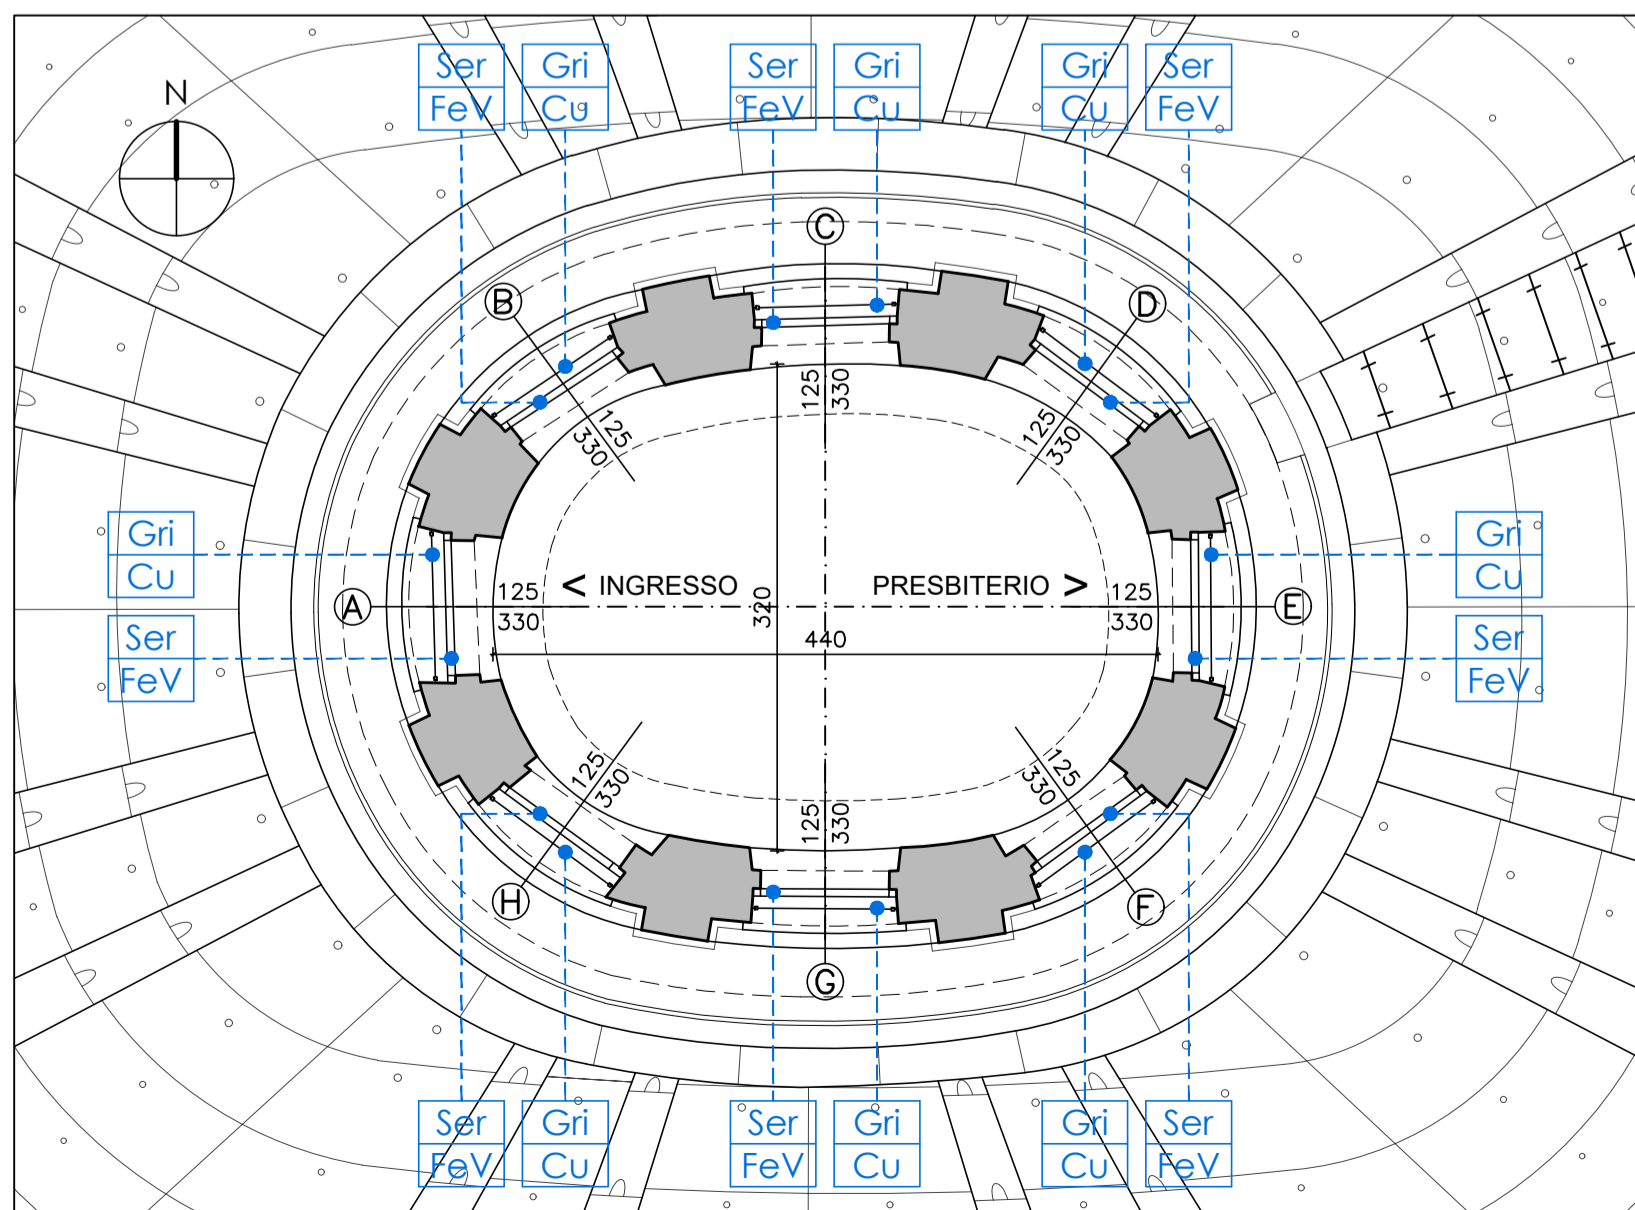 Ser Gri Ser Gri Gri Ser
FeV Cu FeV Cu Cu FeV
N
C
B D
125 330
125 330
125 330
Gri Gri
Cu Cu
< INGRESSO PRESBITERIO >
125 125
A E
330 330
320
440
Ser Ser
FeV FeV
125 330
125 330
125 330
H F
G
Ser Gri Ser Gri Gri Ser
FeV Cu FeV Cu Cu FeV